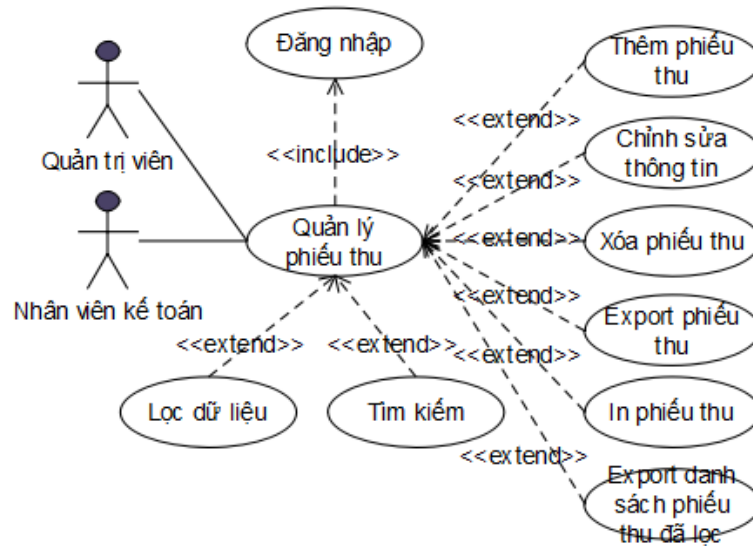 Đăng nhập
Thêm phiếu
thu
<<extend>>
Chỉnh sửa
thông tin
Quản trị viên
<<include>>
<<extend>>
Quản lý
phiếu thu
<<extend>>
Xóa phiếu thu
Nhân viên kế toán
<<extend>>
Export phiếu
thu
<<extend>>
<<extend>>
<<extend>>
Lọc dữ liệu
Tìm kiếm
In phiếu thu
<<extend>>
Export danh
sách phiếu
thu đã lọc